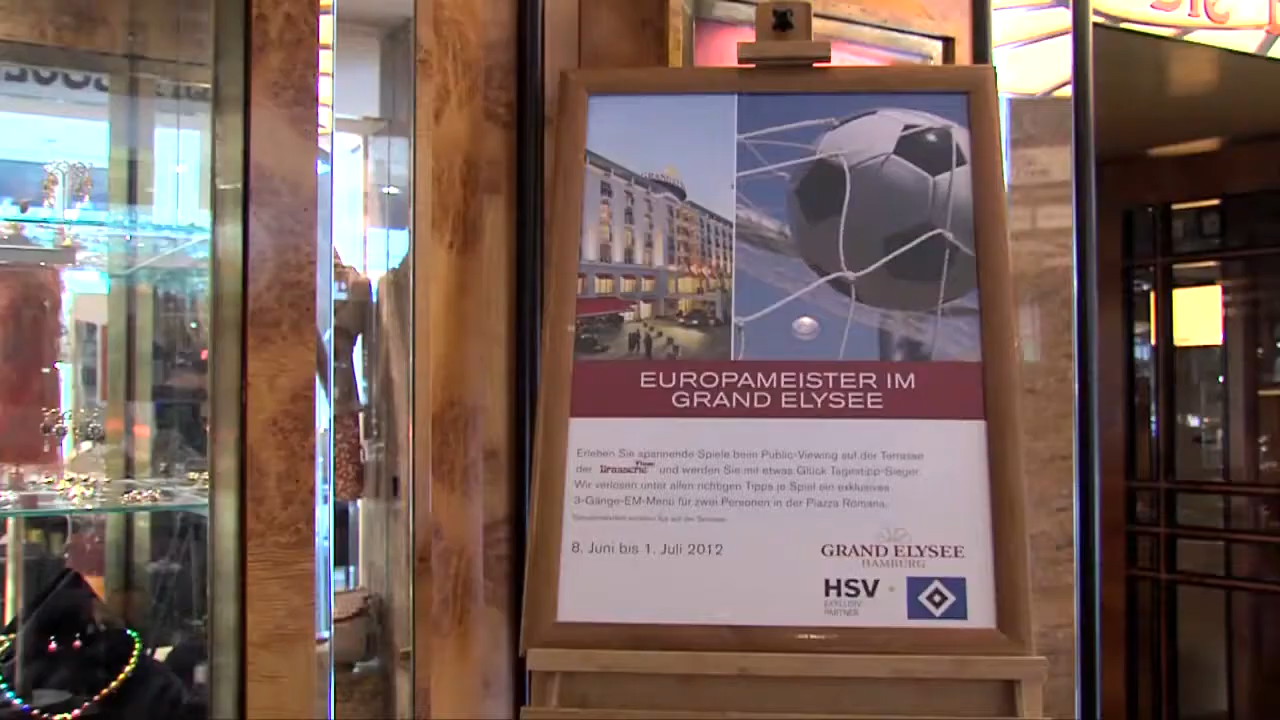 GRAND ELYSEE
EUROPAMEISTER IM
GRAND ELYSEE
Erleben Sie spannende Spiele beim Public-Viewing auf der Terrasse
der Brasserie Flum und werden Sie mit etwas Glück Tagestipp-Sieger.
Wir verlosen unter allen richtigen Tipps je Spiel ein exklusives
3-Gänge-EM-Menü für zwei Personen in der Piazza Romana.
8. Juni bis 1. Juli 2012
GRAND ELYSEE
HAMBURG
HSV
EXKLUSIV
PARTNER